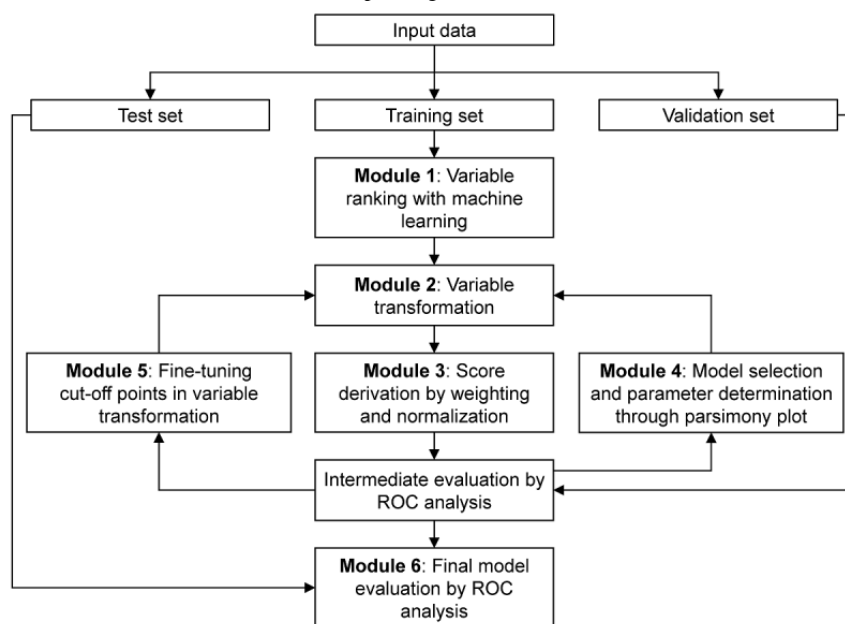 Input data
Test set
Training set
Validation set
Module 1: Variable
ranking with machine
learning
Module 2: Variable
transformation
Module 5: Fine-tuning
cut-off points in variable
transformation
Module 3: Score
derivation by weighting
and normalization
Module 4: Model selection
and parameter determination
through parsimony plot
Intermediate evaluation by
ROC analysis
Module 6: Final model
evaluation by ROC
analysis